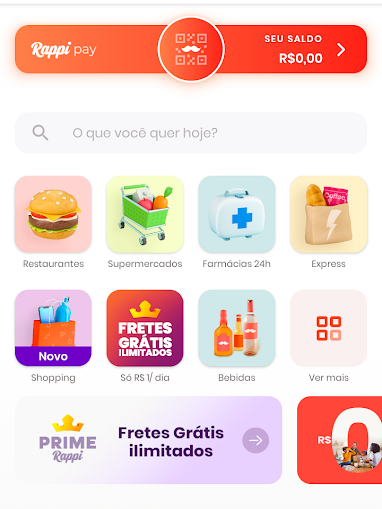 Rappi pay
SEU SALDO
R$0,00
O que você quer hoje?
Restaurantes
Supermercados
Farmácias 24h
Express
Novo
FRETES
GRÁTIS
ILIMITADOS
Shopping
Só R$ 1/ dia
Bebidas
Ver mais
PRIME
Rappi
Fretes Grátis
ilimitados
R$
0